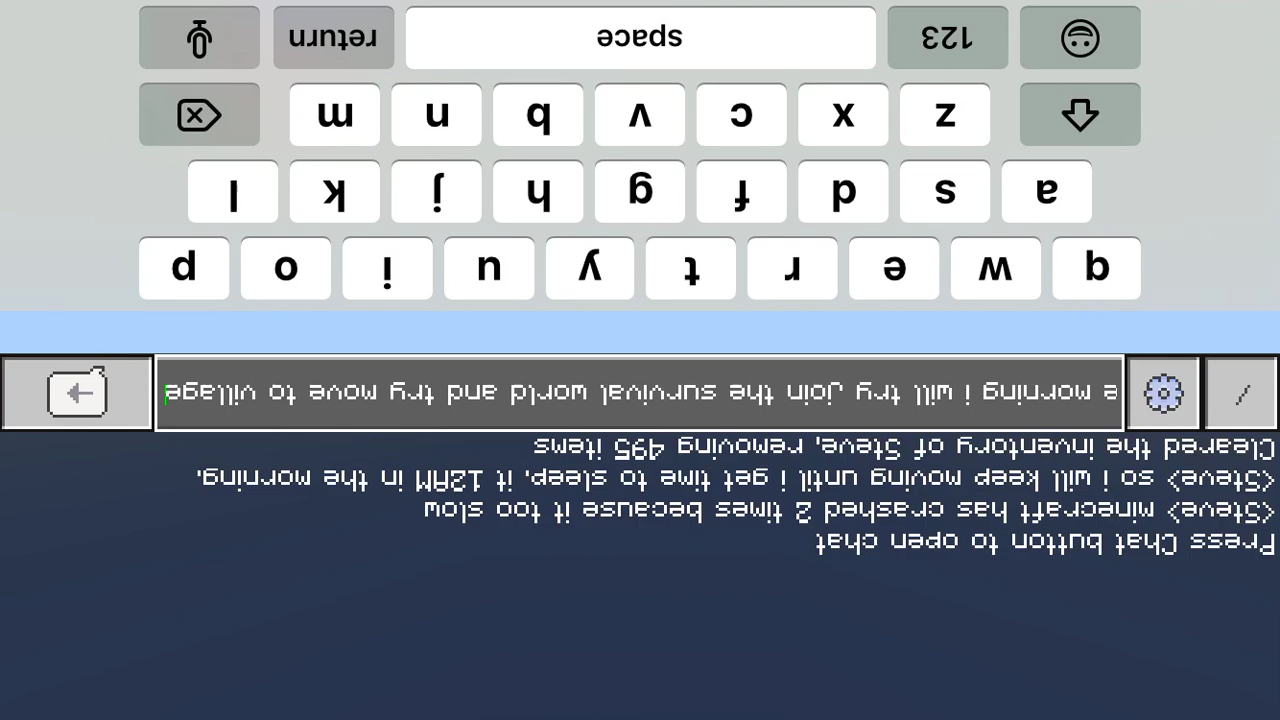 Press Chat button to open chat
<Steve> minecraft has crashed 2 times because it too slow
<Steve> so i will keep moving until i get time to sleep. it 12AM in the morning.
Cleared the inventory of Steve, removing 495 items
/
e morning i will try join the survival world and try move to village
q w e r t y u i o p
a s d f g h j k l
z x c v b n m
123 space return